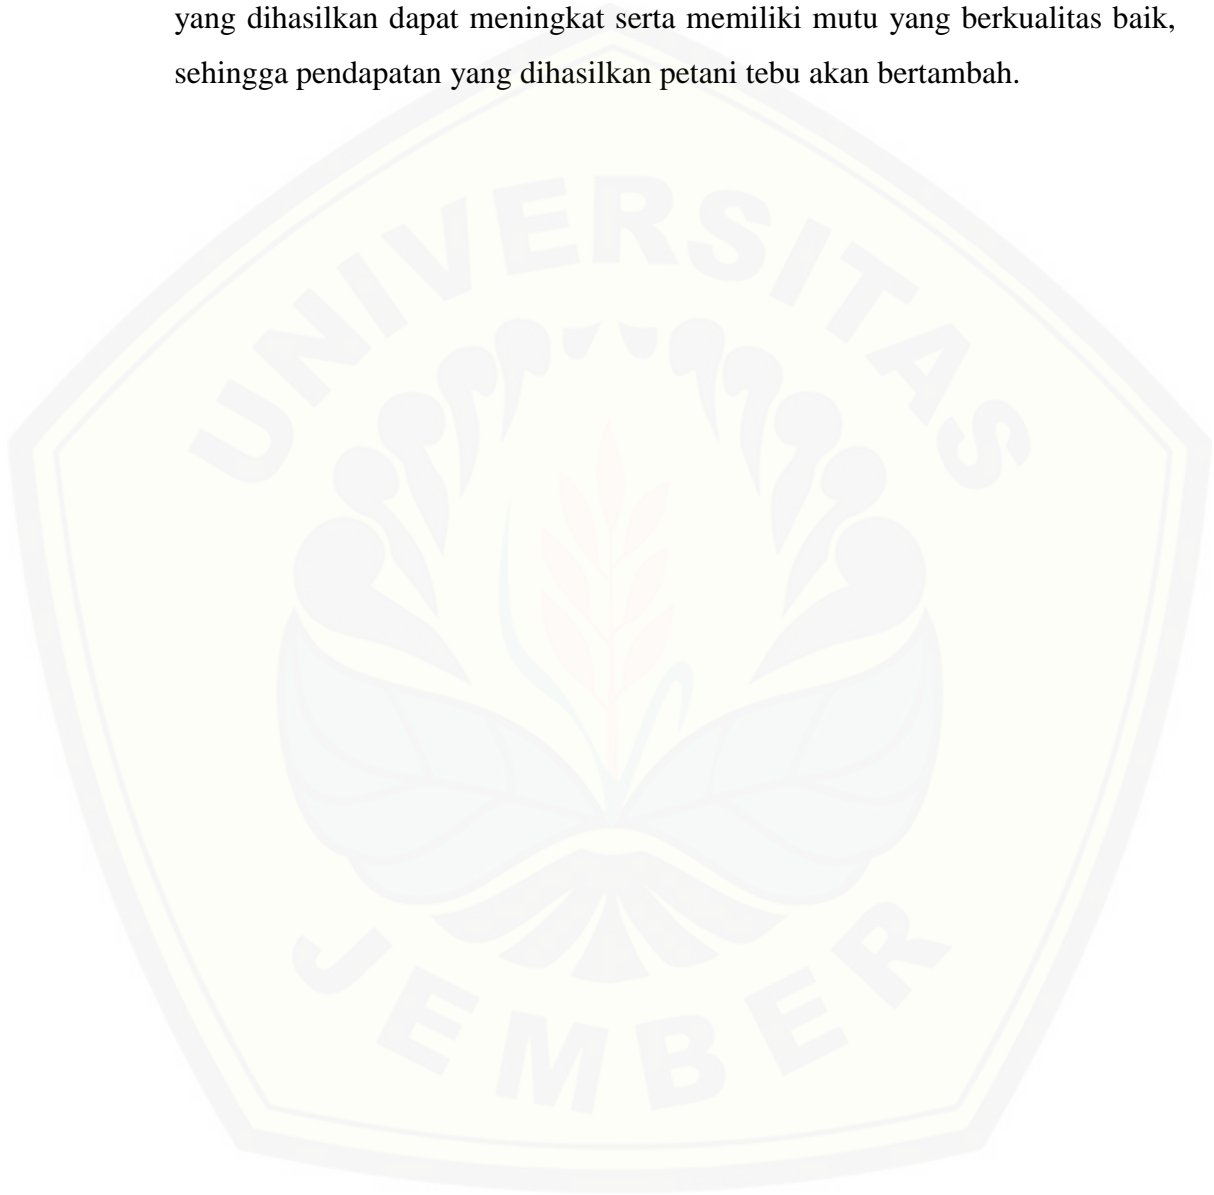 yang dihasilkan dapat meningkat serta memiliki mutu yang berkualitas baik,
sehingga pendapatan yang dihasilkan petani tebu akan bertambah.
UNIVERSITAS
JEMBER